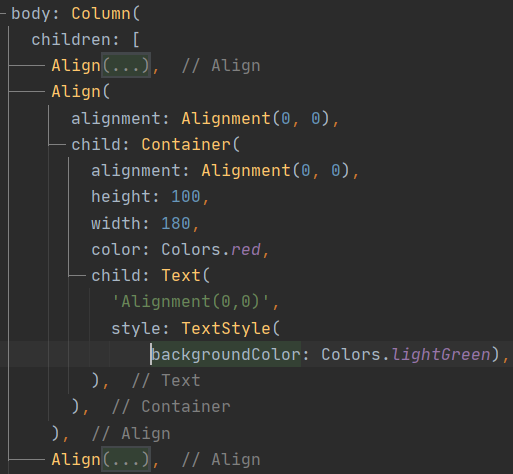 body: Column(
children: [
Align(...), // Align
Align(
alignment: Alignment(0, 0),
child: Container(
alignment: Alignment(0, 0),
height: 100,
width: 180,
color: Colors.red,
child: Text(
'Alignment(0,0)',
style: TextStyle(
backgroundColor: Colors.lightGreen),
), // Text
), // Container
), // Align
Align(...), // Align